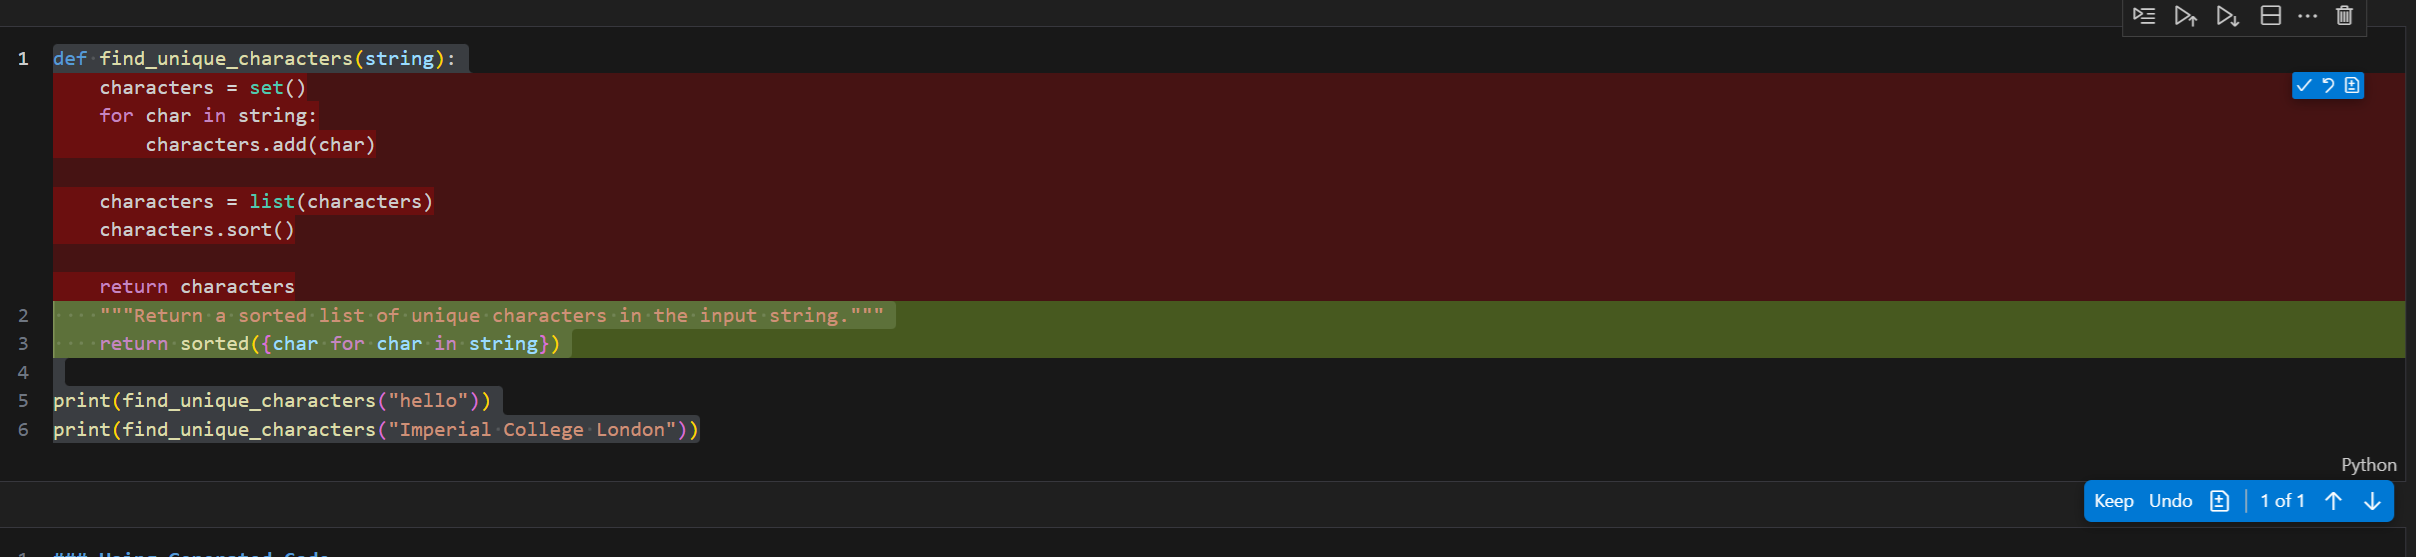 1 def find_unique_characters(string):
    characters = set()
    for char in string:
        characters.add(char)
    characters = list(characters)
    characters.sort()
    return characters
2     """Return a sorted list of unique characters in the input string."""
3     return sorted({char for char in string})
4
5 print(find_unique_characters("hello"))
6 print(find_unique_characters("Imperial College London"))
Python
Keep Undo 1 of 1
1 ### Using Generated Code